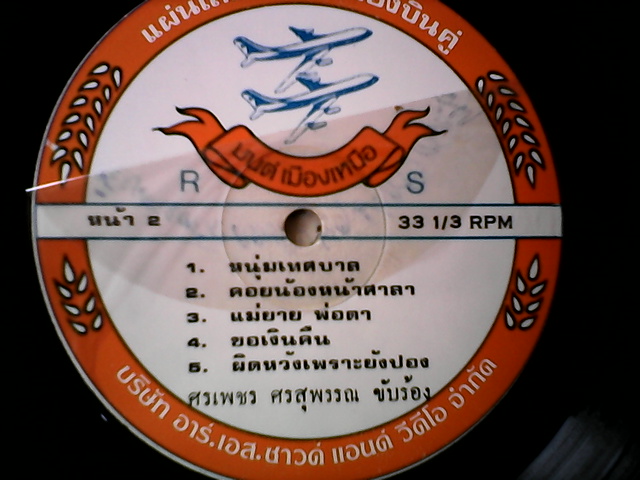 มนต์เมืองเหนือ
R S
หน้า 2
33 1/3 RPM
1. หนุ่มเทศบาล
2. คอยน้องหน้าศาลา
3. แม่ยาย พ่อตา
4. ขอเงินคืน
5. ผิดหวังเพราะยังปอง
ศรเพชร ศรสุพรรณ ขับร้อง
บริษัท อาร์.เอส.ซาวด์ แอนด์ วีดีโอ จำกัด